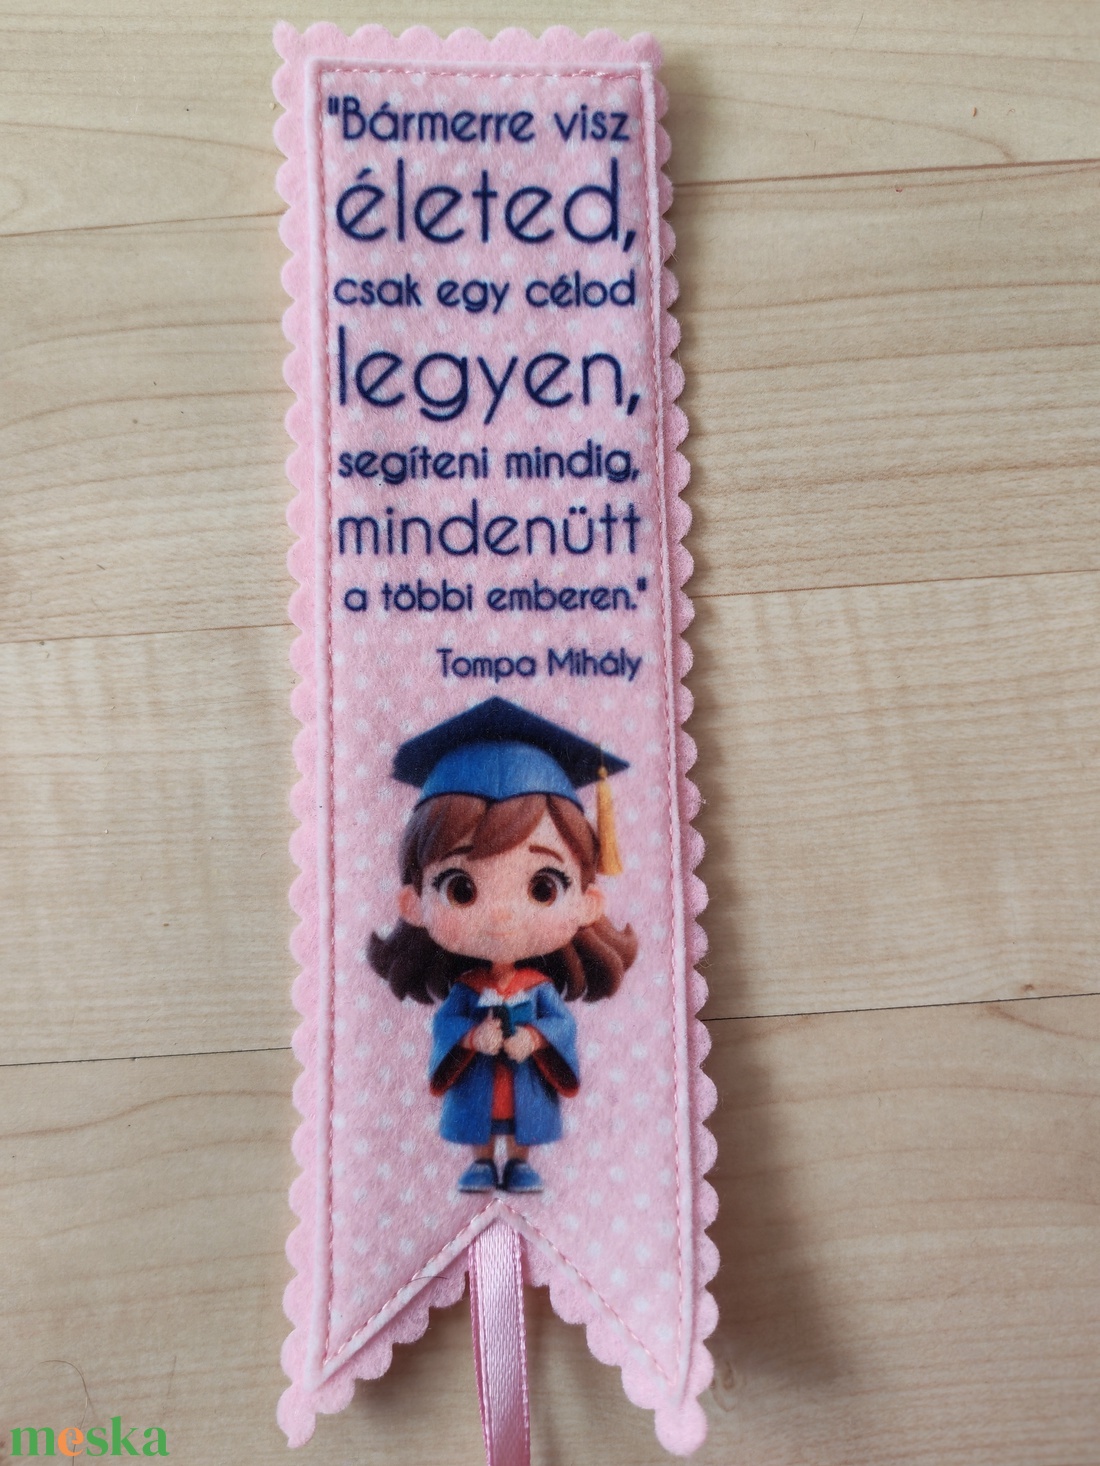 "Bármerre visz
életed,
csak egy célod
legyen,
segíteni mindig,
mindenütt
a többi emberen."
Tompa Mihály
meska